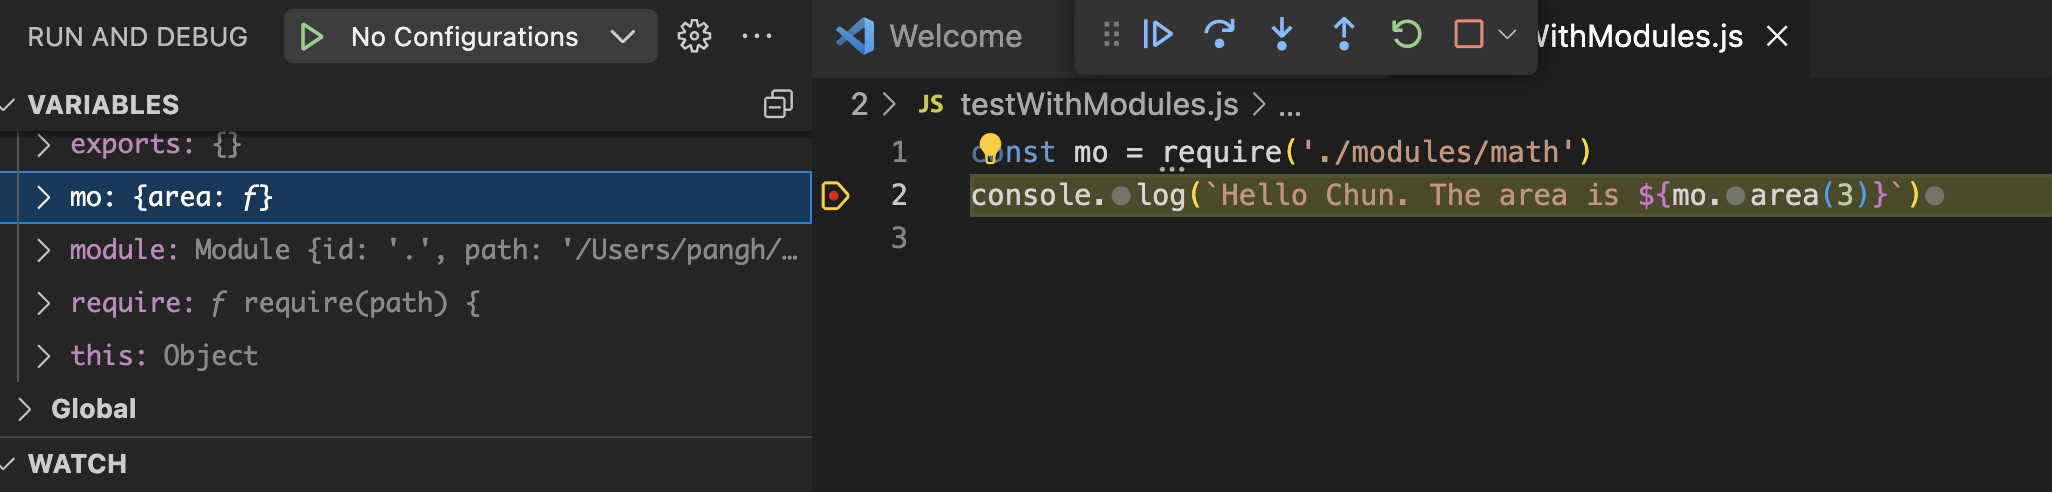 RUN AND DEBUG
No Configurations
VARIABLES
exports: {}
mo: {area: ƒ}
module: Module {id: '.', path: '/Users/pangh/…
require: ƒ require(path) {
this: Object
Global
WATCH
Welcome
ithModules.js
2 > JS testWithModules.js > ...
1 const mo = require('./modules/math')
2 console.log(`Hello Chun. The area is ${mo.area(3)}`)
3